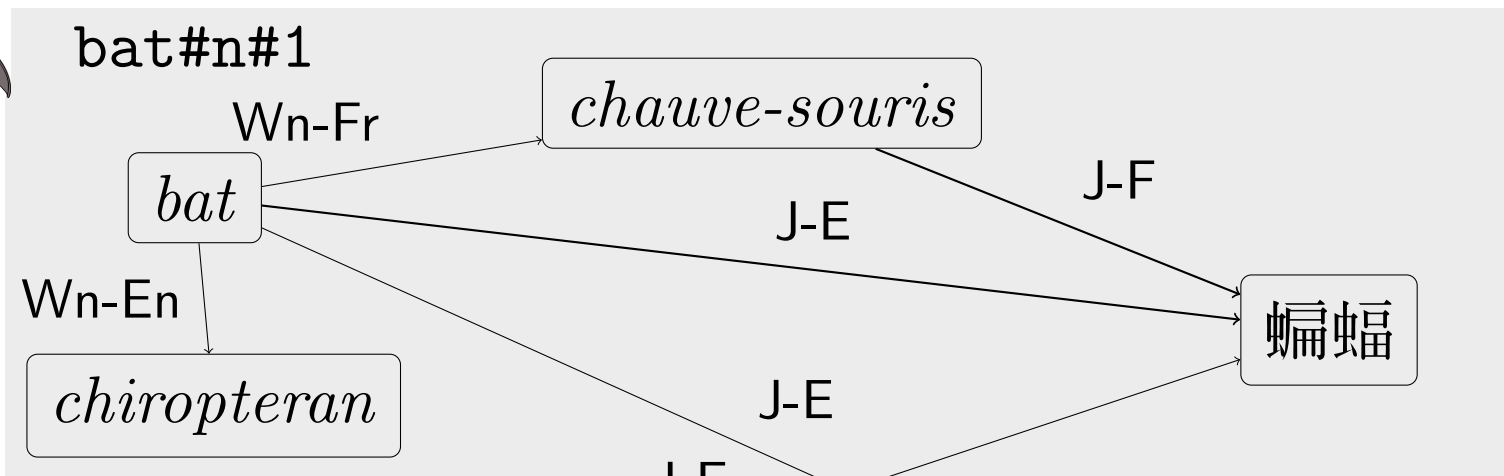 bat#n#1
Wn-Fr
chauve-souris
bat
J-F
J-E
Wn-En
蝙蝠
chiropteran
J-E